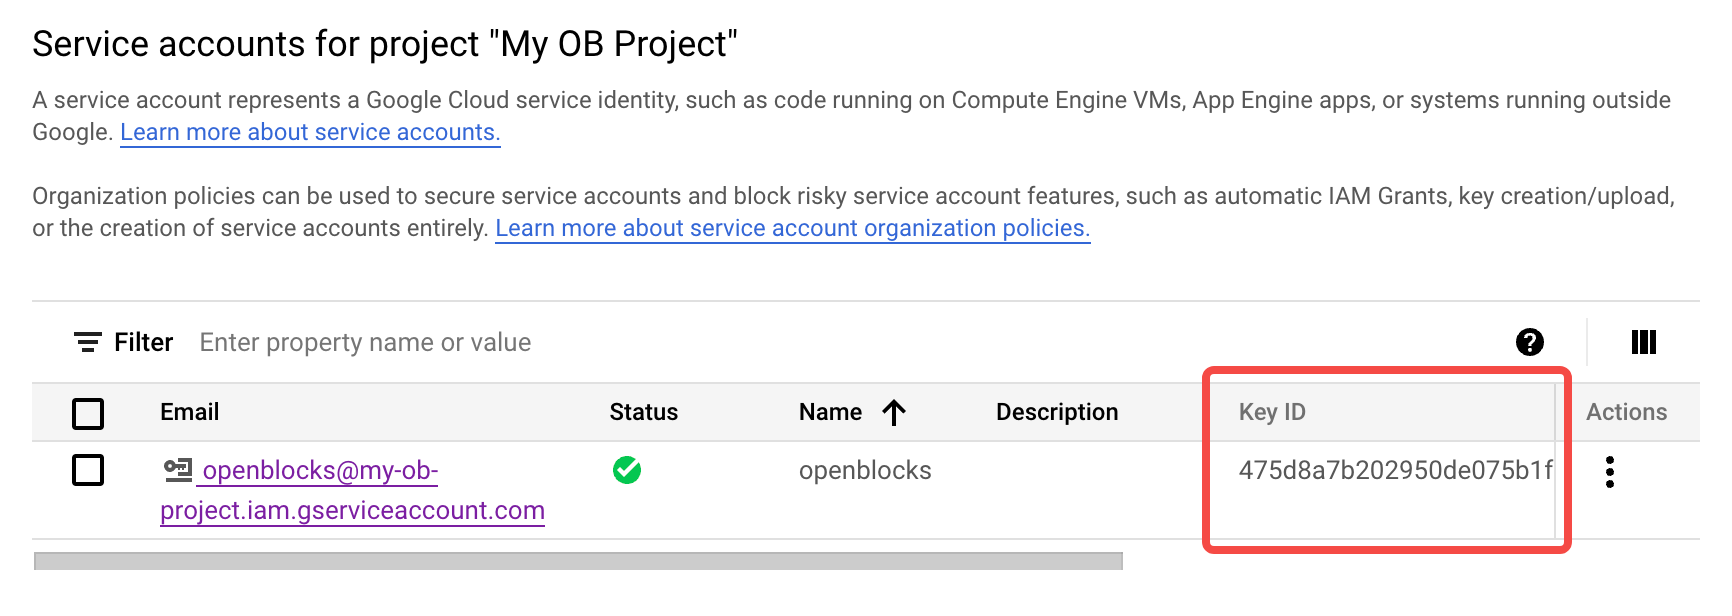 Service accounts for project "My OB Project"
A service account represents a Google Cloud service identity, such as code running on Compute Engine VMs, App Engine apps, or systems running outside
Google. Learn more about service accounts.
Organization policies can be used to secure service accounts and block risky service account features, such as automatic IAM Grants, key creation/upload,
or the creation of service accounts entirely. Learn more about service account organization policies.
Filter Enter property name or value
Email Status Name Description Key ID Actions
openblocks@my-ob- openblocks 475d8a7b202950de075b1f
project.iam.gserviceaccount.com